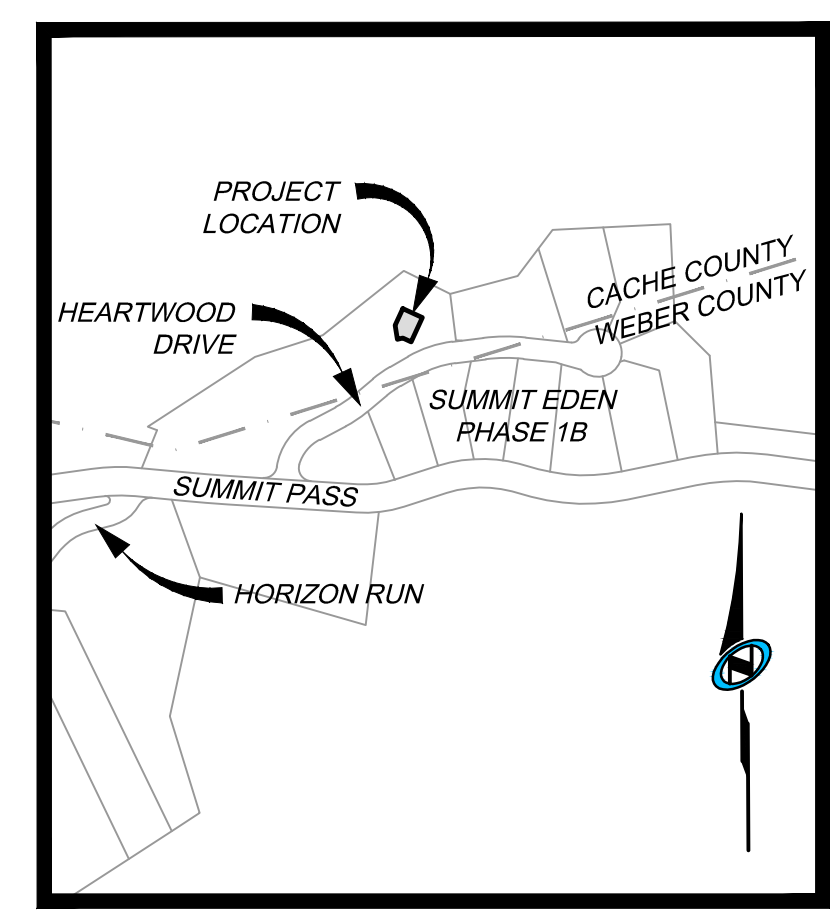 PROJECT
LOCATION
HEARTWOOD
DRIVE
CACHE COUNTY
WEBER COUNTY
SUMMIT EDEN
PHASE 1B
SUMMIT PASS
HORIZON RUN
N